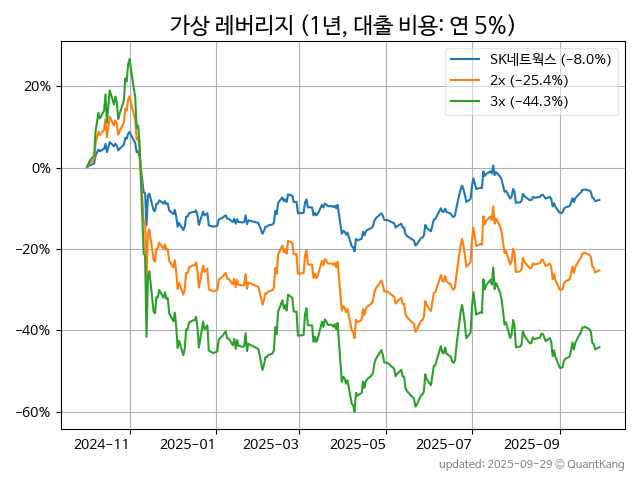 가상 레버리지 (1년, 대출 비용: 연 5%)
SK네트웍스 (-8.0%)
2x (-25.4%)
3x (-44.3%)
20%
0%
−20%
−40%
−60%
2024-11 2025-01 2025-03 2025-05 2025-07 2025-09
updated: 2025-09-29 © QuantKang